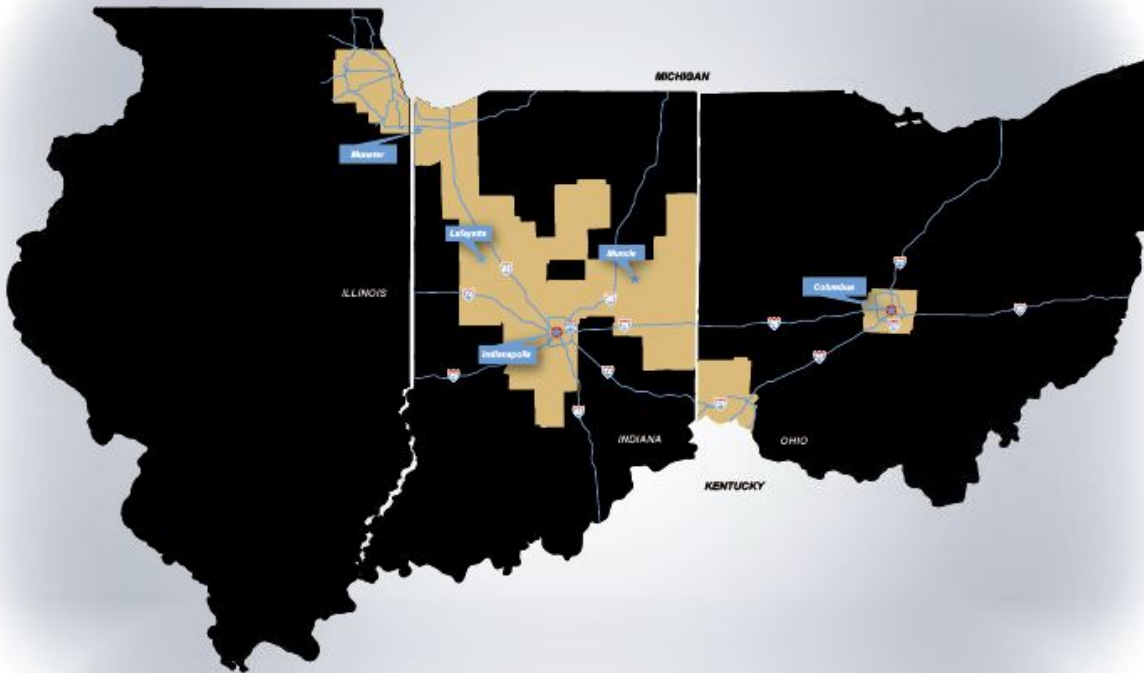 MICHIGAN
Munster
Lafayette
Muncie
ILLINOIS
Columbus
Indianapolis
INDIANA
OHIO
KENTUCKY